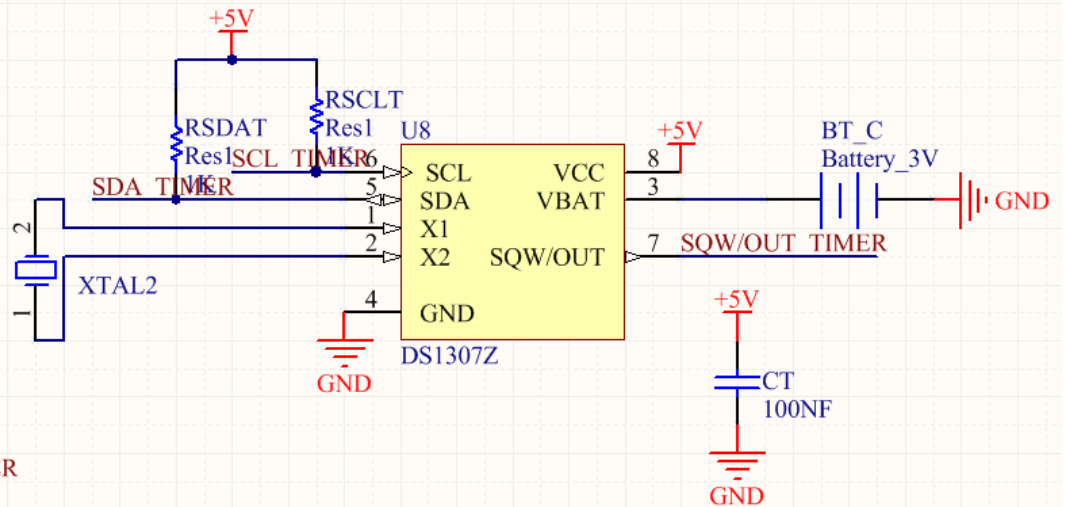 +5V
RSCLT
Res1
1K
RSDAT
Res1
1K
SCL_TIMER
SDA_TIMER
U8
6
5
1
2
4
SCL
SDA
X1
X2
GND
VCC
VBAT
SQW/OUT
8
3
7
DS1307Z
+5V
BT_C
Battery_3V
GND
SQW/OUT_TIMER
2
1
XTAL2
GND
+5V
CT
100NF
GND
R